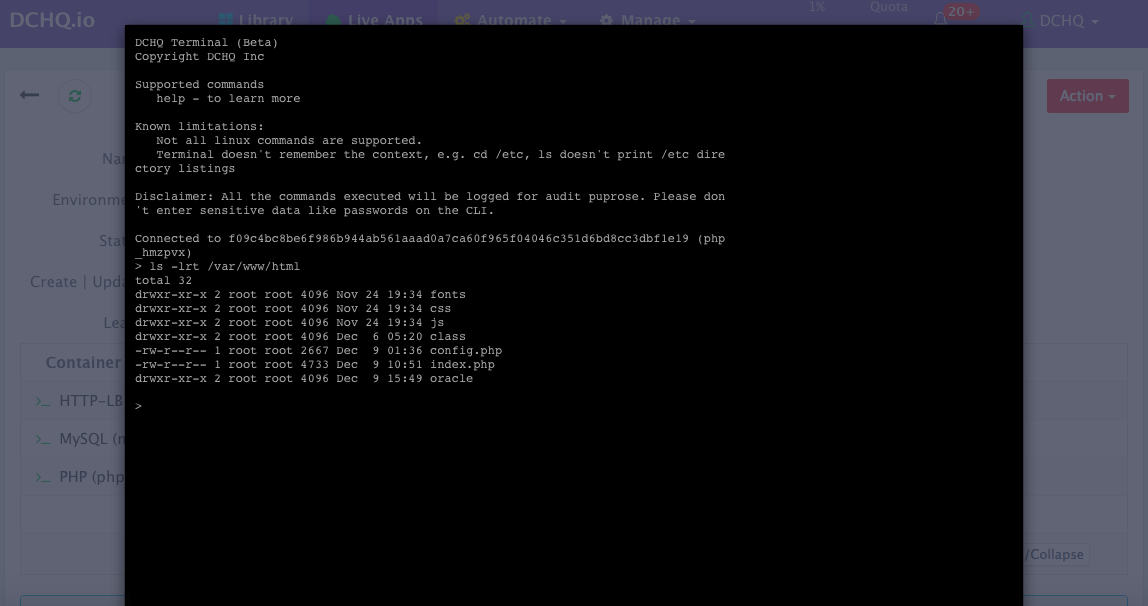 DCHQ.io
Library
Live Apps
Automate
Manage
1%
Quota
20+
DCHQ
Action
DCHQ Terminal (Beta)
Copyright DCHQ Inc
Supported commands
help - to learn more
Known limitations:
Not all linux commands are supported.
Terminal doesn't remember the context, e.g. cd /etc, ls doesn't print /etc dire
ctory listings
Disclaimer: All the commands executed will be logged for audit puprose. Please don
't enter sensitive data like passwords on the CLI.
Connected to f09c4bc8be6f986b944ab561aaad0a7ca60f965f04046c351d6bd8cc3dbf1e19 (php
_hmzpvx)
> ls -lrt /var/www/html
total 32
drwxr-xr-x 2 root root 4096 Nov 24 19:34 fonts
drwxr-xr-x 2 root root 4096 Nov 24 19:34 css
drwxr-xr-x 2 root root 4096 Nov 24 19:34 js
drwxr-xr-x 2 root root 4096 Dec  6 05:20 class
-rw-r--r-- 1 root root 2667 Dec  9 01:36 config.php
-rw-r--r-- 1 root root 4733 Dec  9 10:51 index.php
drwxr-xr-x 2 root root 4096 Dec  9 15:49 oracle
>
Na
Environme
Stat
Create | Upda
Lea
Container
>_ HTTP-LB
>_ MySQL (n
>_ PHP (php
/Collapse